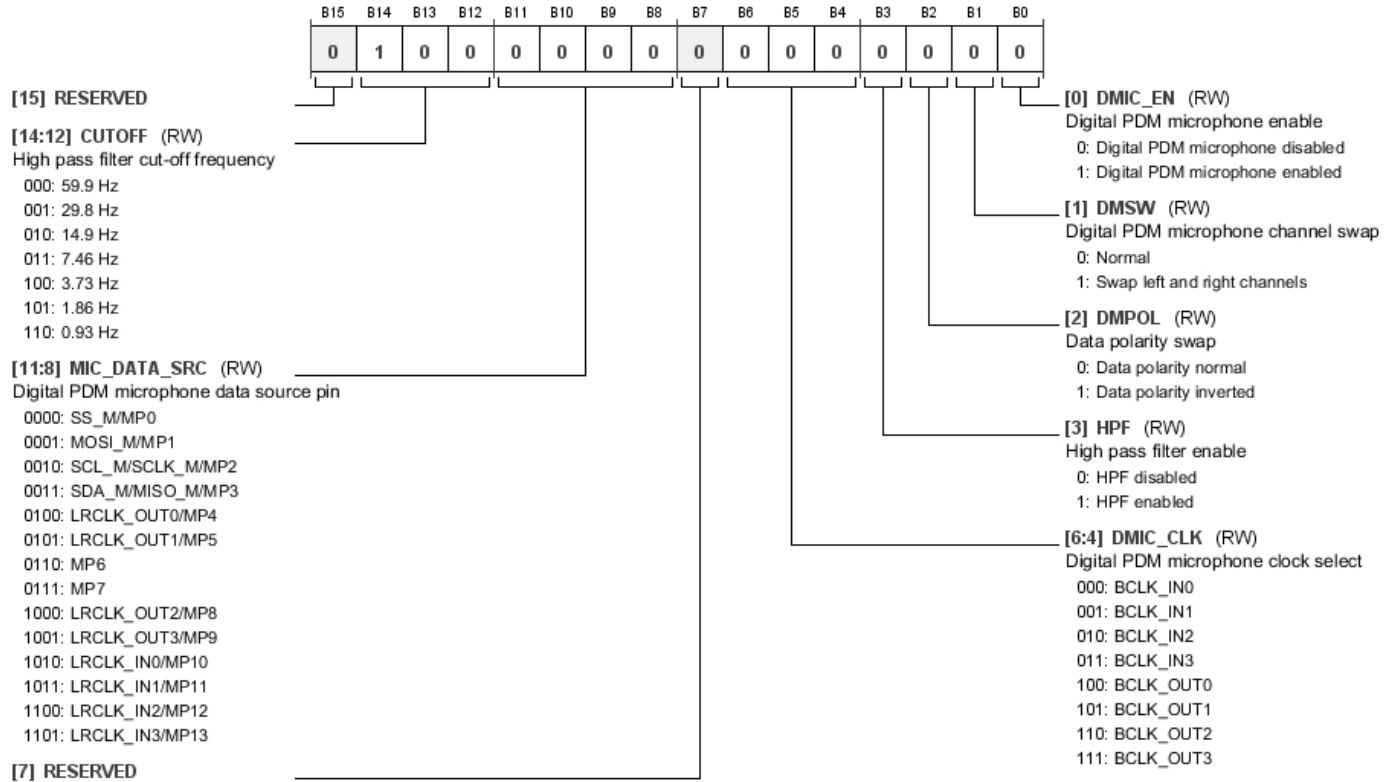 B15 B14 B13 B12 B11 B10 B9 B8 B7 B6 B5 B4 B3 B2 B1 B0
0 1 0 0 0 0 0 0 0 0 0 0 0 0 0 0
[15] RESERVED
[14:12] CUTOFF (RW)
High pass filter cut-off frequency
000: 59.9 Hz
001: 29.8 Hz
010: 14.9 Hz
011: 7.46 Hz
100: 3.73 Hz
101: 1.86 Hz
110: 0.93 Hz
[11:8] MIC_DATA_SRC (RW)
Digital PDM microphone data source pin
0000: SS_M/MP0
0001: MOSI_M/MP1
0010: SCL_M/SCLK_M/MP2
0011: SDA_M/MISO_M/MP3
0100: LRCLK_OUT0/MP4
0101: LRCLK_OUT1/MP5
0110: MP6
0111: MP7
1000: LRCLK_OUT2/MP8
1001: LRCLK_OUT3/MP9
1010: LRCLK_IN0/MP10
1011: LRCLK_IN1/MP11
1100: LRCLK_IN2/MP12
1101: LRCLK_IN3/MP13
[7] RESERVED
[0] DMIC_EN (RW)
Digital PDM microphone enable
0: Digital PDM microphone disabled
1: Digital PDM microphone enabled
[1] DMSW (RW)
Digital PDM microphone channel swap
0: Normal
1: Swap left and right channels
[2] DMPOL (RW)
Data polarity swap
0: Data polarity normal
1: Data polarity inverted
[3] HPF (RW)
High pass filter enable
0: HPF disabled
1: HPF enabled
[6:4] DMIC_CLK (RW)
Digital PDM microphone clock select
000: BCLK_IN0
001: BCLK_IN1
010: BCLK_IN2
011: BCLK_IN3
100: BCLK_OUT0
101: BCLK_OUT1
110: BCLK_OUT2
111: BCLK_OUT3